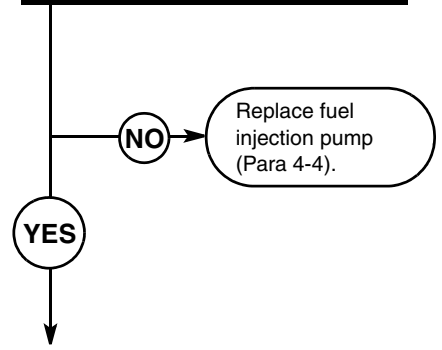 NO
Replace fuel
injection pump
(Para 4-4).
YES